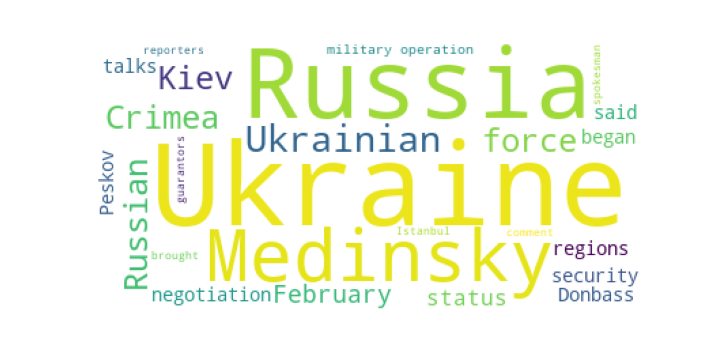 reporters
military operation
talks
Kiev
Russia
spokesman
Crimea
said
Ukrainian
force
began
Peskov
Russian
guarantors
Ukraine
Istanbul
comment
brought
Medinsky
regions
security
negotiation
February
status
Donbass